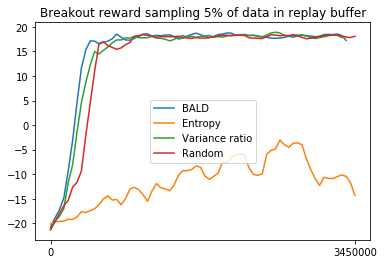 Breakout reward sampling 5% of data in replay buffer
20
15
10
5
0
−5
−10
−15
−20
BALD
Entropy
Variance ratio
Random
0
3450000